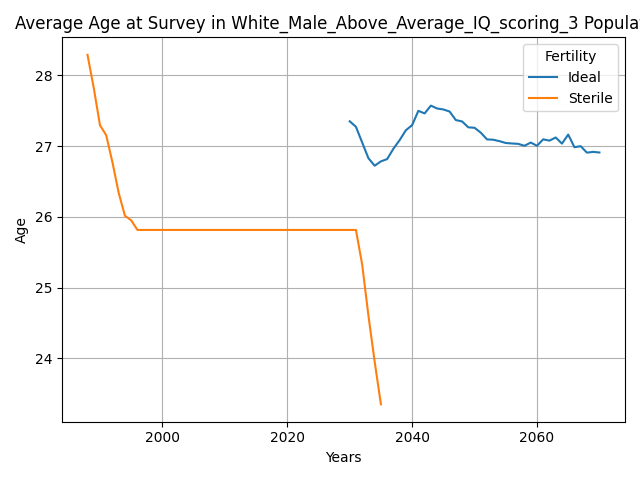 Average Age at Survey in White_Male_Above_Average_IQ_scoring_3 Popula
Fertility
Ideal
Sterile
28
27
26
25
24
Age
2000 2020 2040 2060
Years